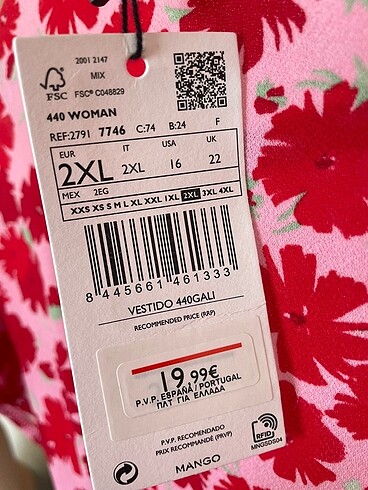 2001 2147
MIX
FSC® C048829
FSC
440 WOMAN
REF:2791 7746 C:74 B:24 F
EUR IT USA UK
2XL 2XL 16 22
MEX 2EG
XXS XS S M L XL XXL 1XL 2XL 3XL 4XL
8 445661 461333
VESTIDO 440GALI
RECOMMENDED PRICE (RRP)
19,99€
P.V.P. ESPAÑA/PORTUGAL
ΠΛΤ ΓΙΑ ΕΛΛΑΔΑ
P.V.P. RECOMENDADO
PRIX RECOMMANDÉ (PRVP)
RFID
MNGSDS04
MANGO